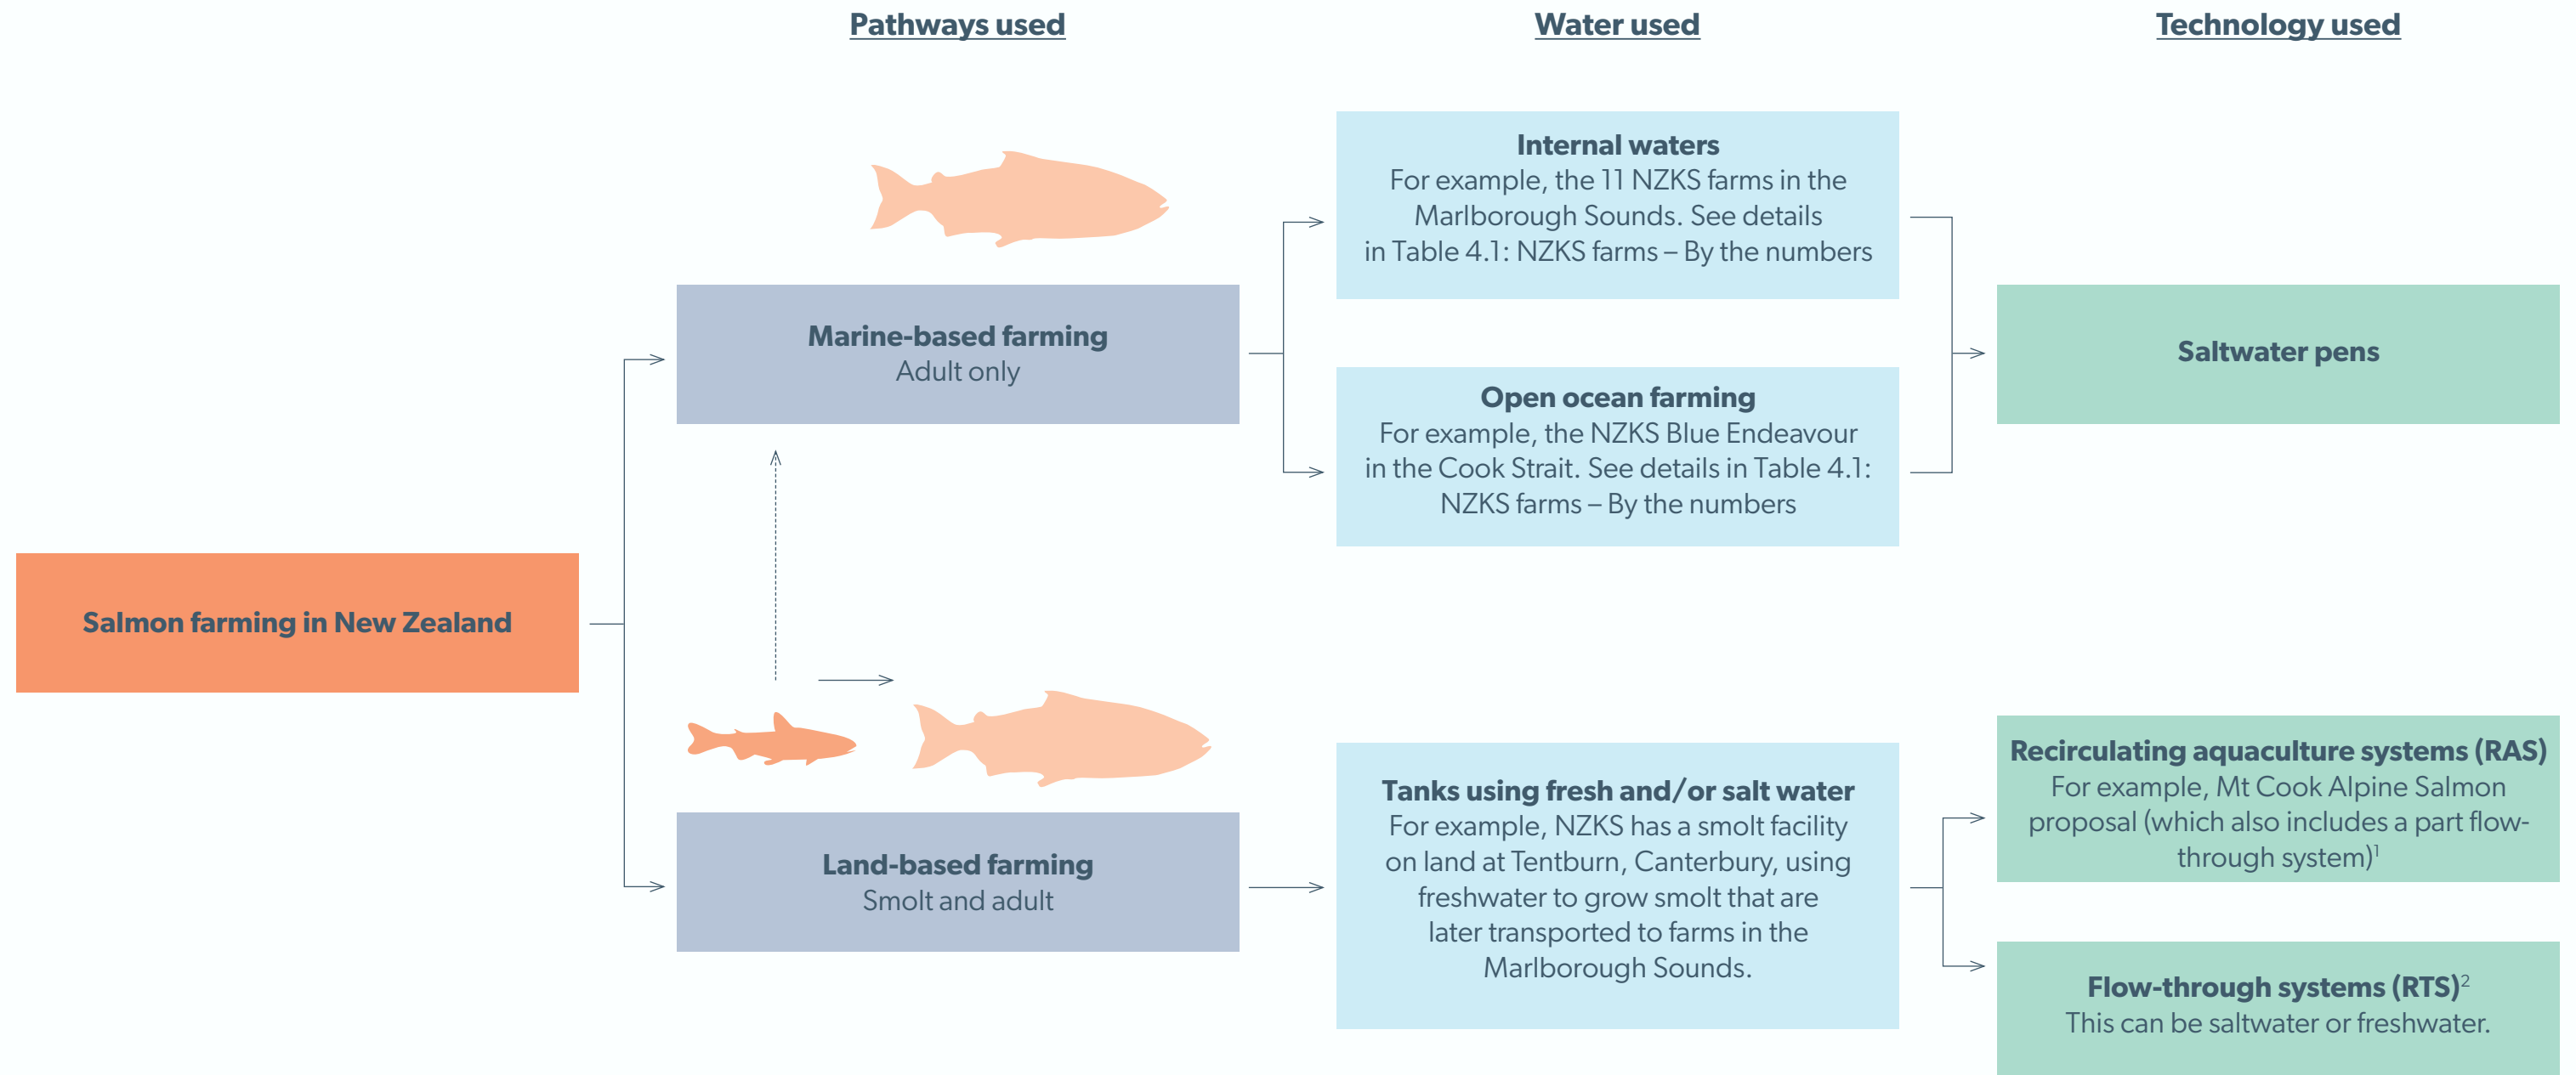 Pathways used
Water used
Technology used
Internal waters
For example, the 11 NZKS farms in the
Marlborough Sounds. See details
in Table 4.1: NZKS farms – By the numbers
Marine-based farming
Adult only
Saltwater pens
Open ocean farming
For example, the NZKS Blue Endeavour
in the Cook Strait. See details in Table 4.1:
NZKS farms – By the numbers
Salmon farming in New Zealand
Land-based farming
Smolt and adult
Tanks using fresh and/or salt water
For example, NZKS has a smolt facility
on land at Tentburn, Canterbury, using
freshwater to grow smolt that are
later transported to farms in the
Marlborough Sounds.
Recirculating aquaculture systems (RAS)
For example, Mt Cook Alpine Salmon
proposal (which also includes a part flow-
through system)¹
Flow-through systems (RTS)²
This can be saltwater or freshwater.